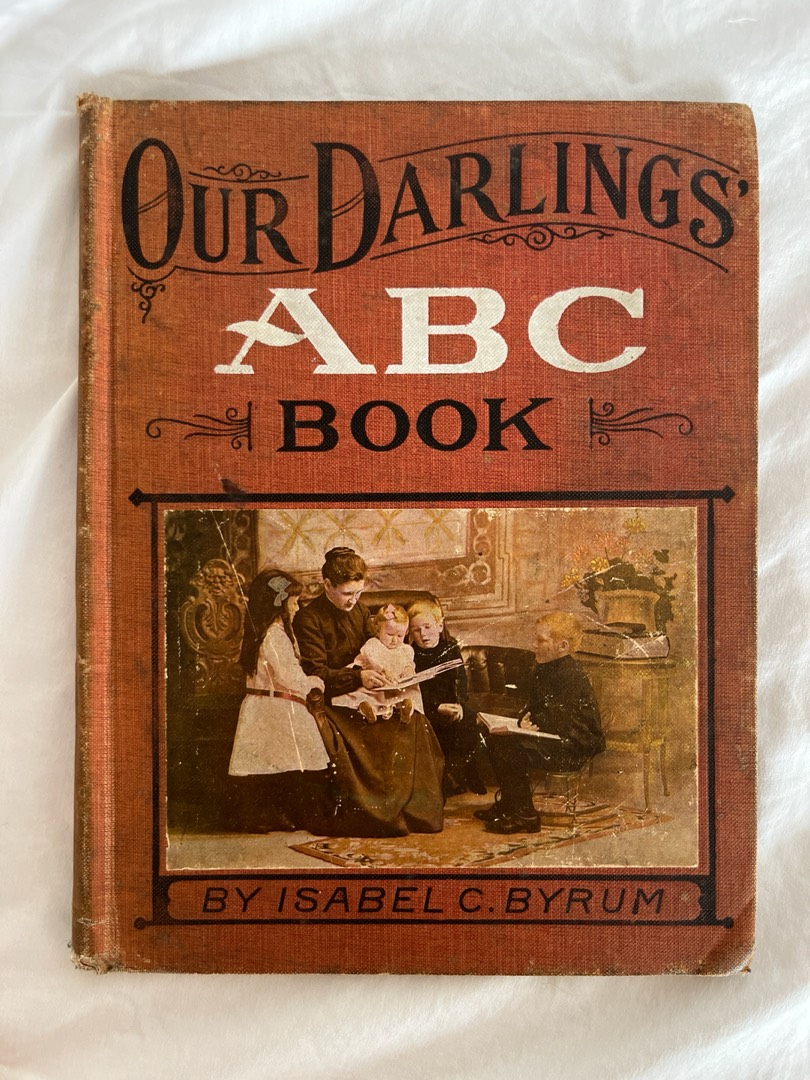 OUR DARLINGS'
ABC
BOOK
BY ISABEL C. BYRUM